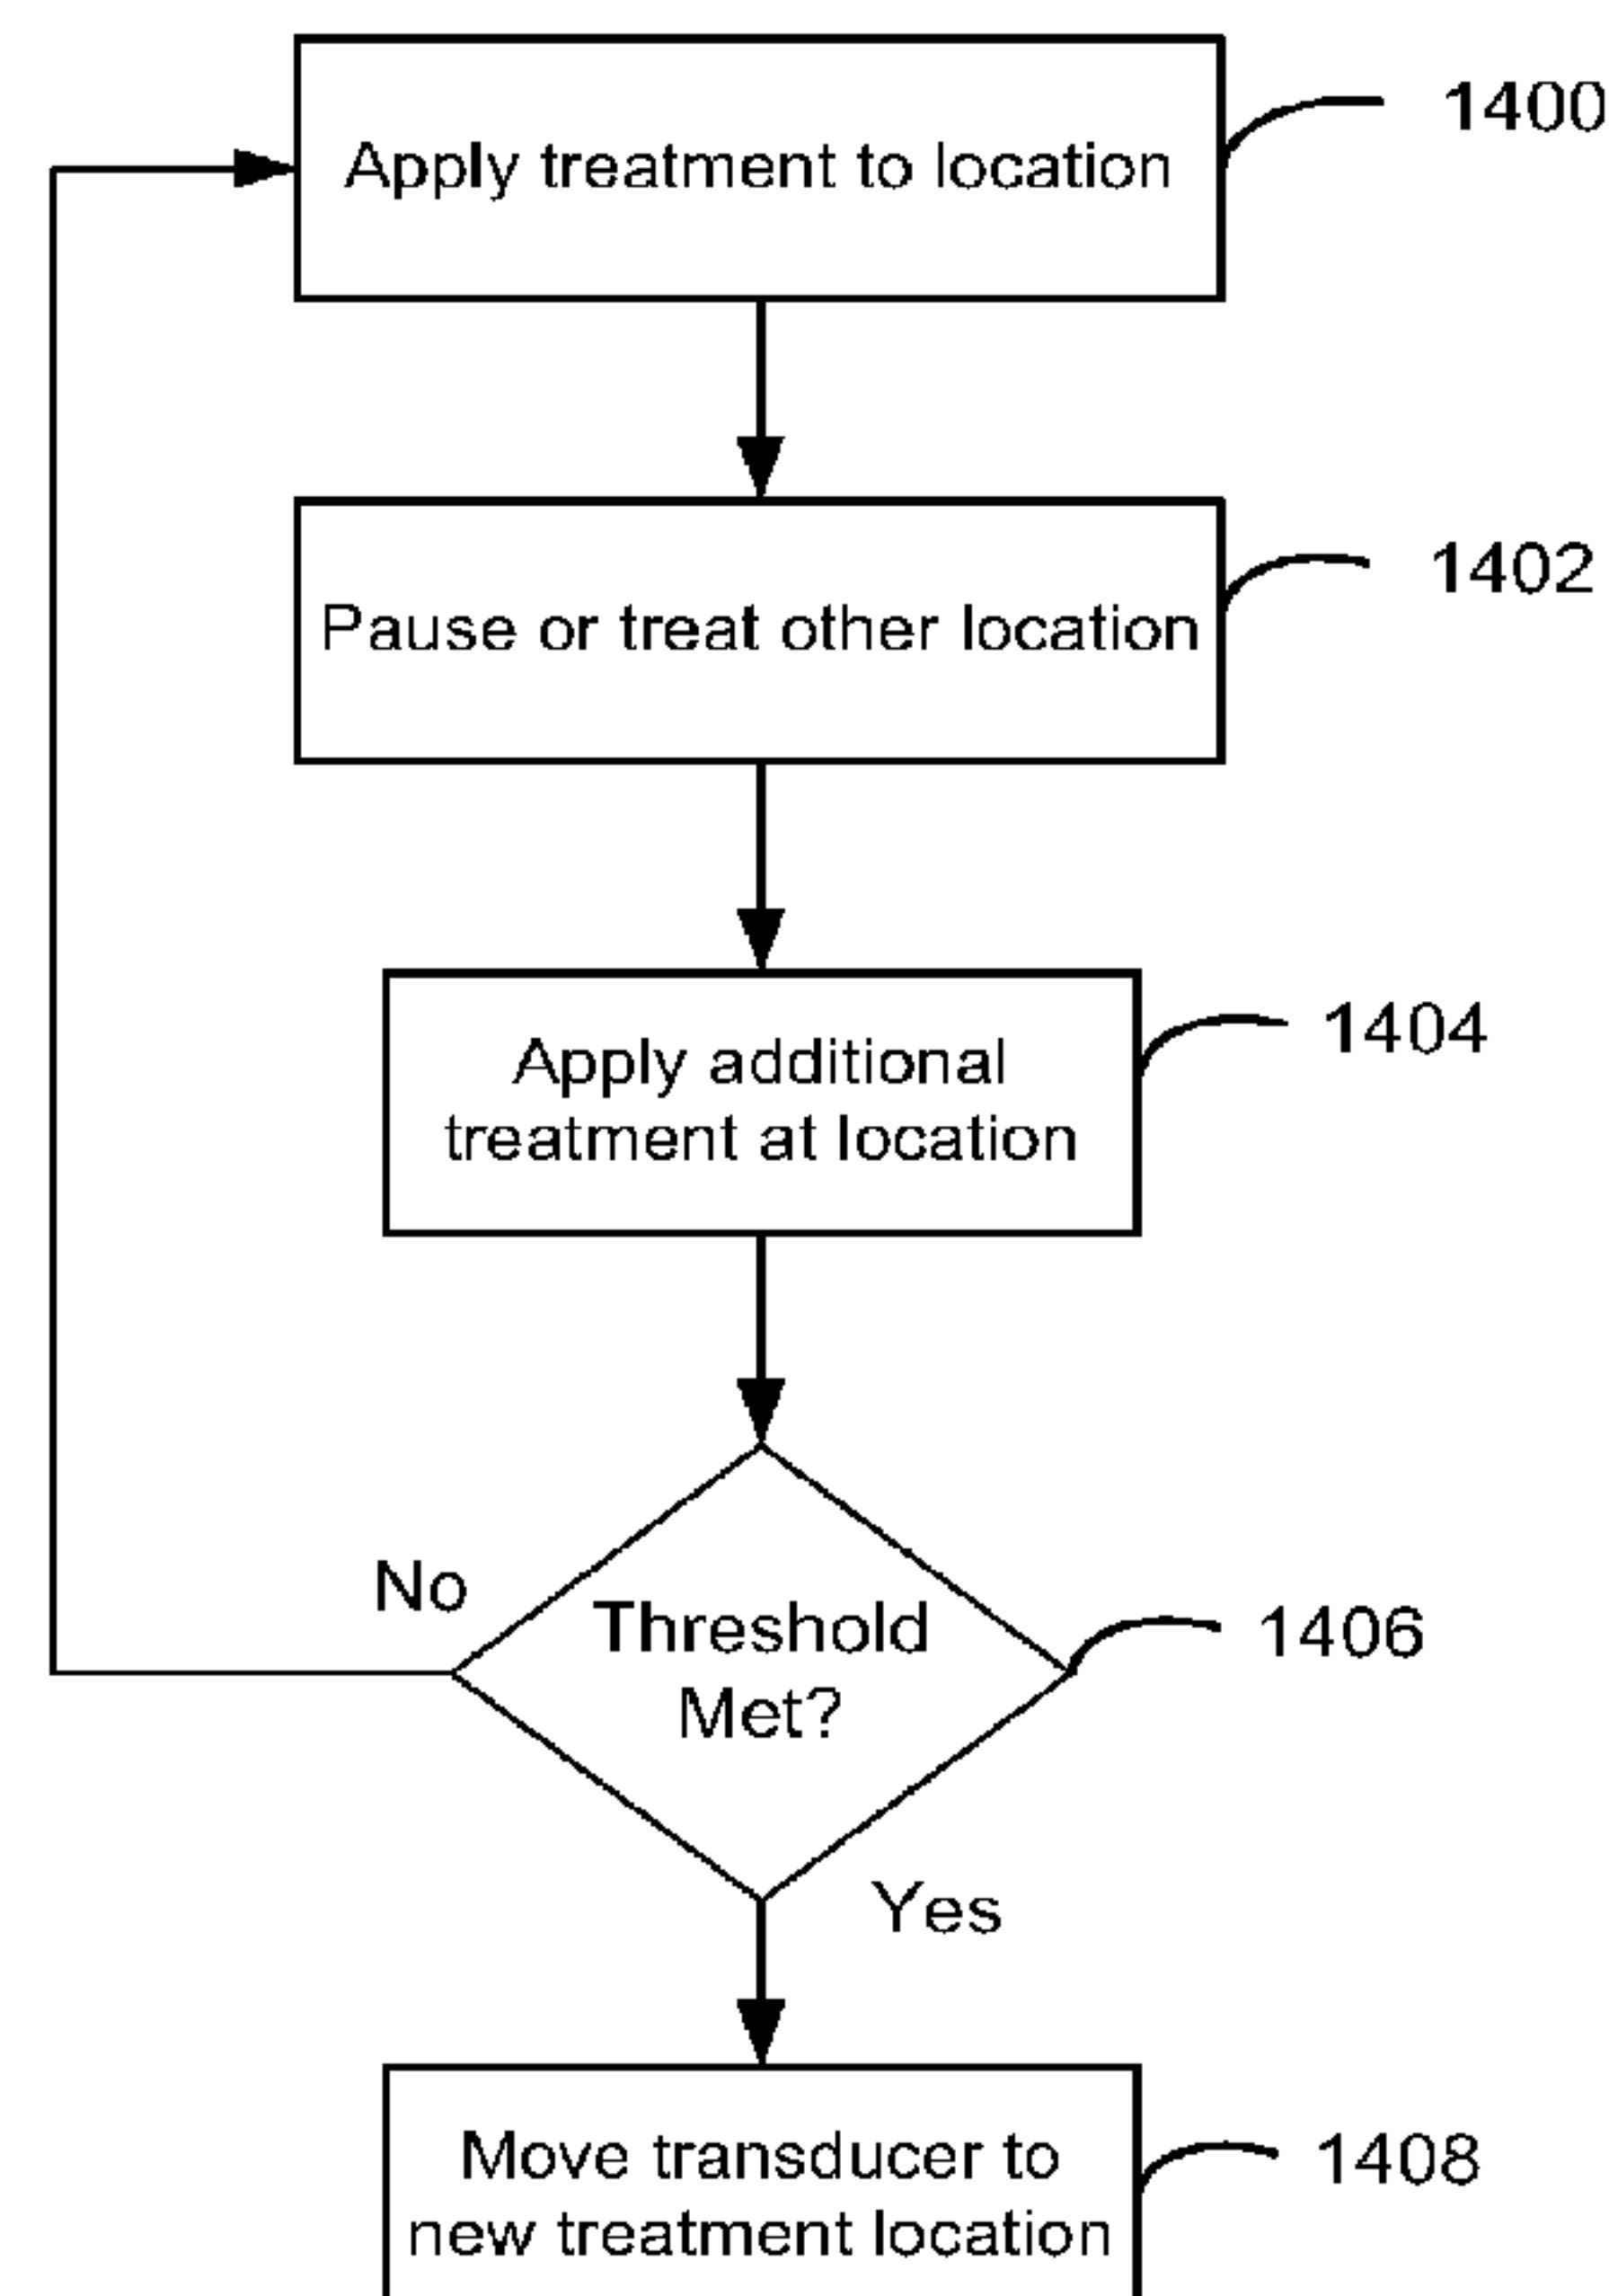 Apply treatment to location
1400
Pause or treat other location
1402
Apply additional
treatment at location
1404
No
Threshold
Met?
1406
Yes
Move transducer to
new treatment location
1408